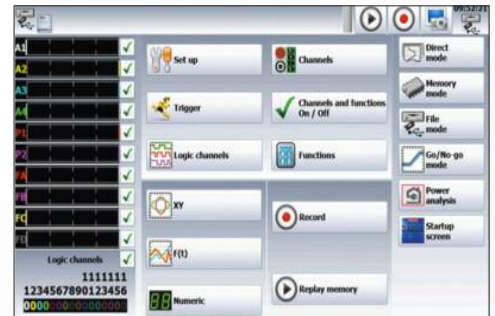 09:52:21
A1
A2
A3
A4
P1
P2
FA
FB
FC
FD
Logic channels
1111111
1234567890123456
0000000000000000
Set up
Channels
Trigger
Channels and functions
On / Off
Logic channels
Functions
XY
F(t)
Numeric
Record
Replay memory
Direct
mode
Memory
mode
File
mode
Go/No-go
mode
Power
analysis
Startup
screen